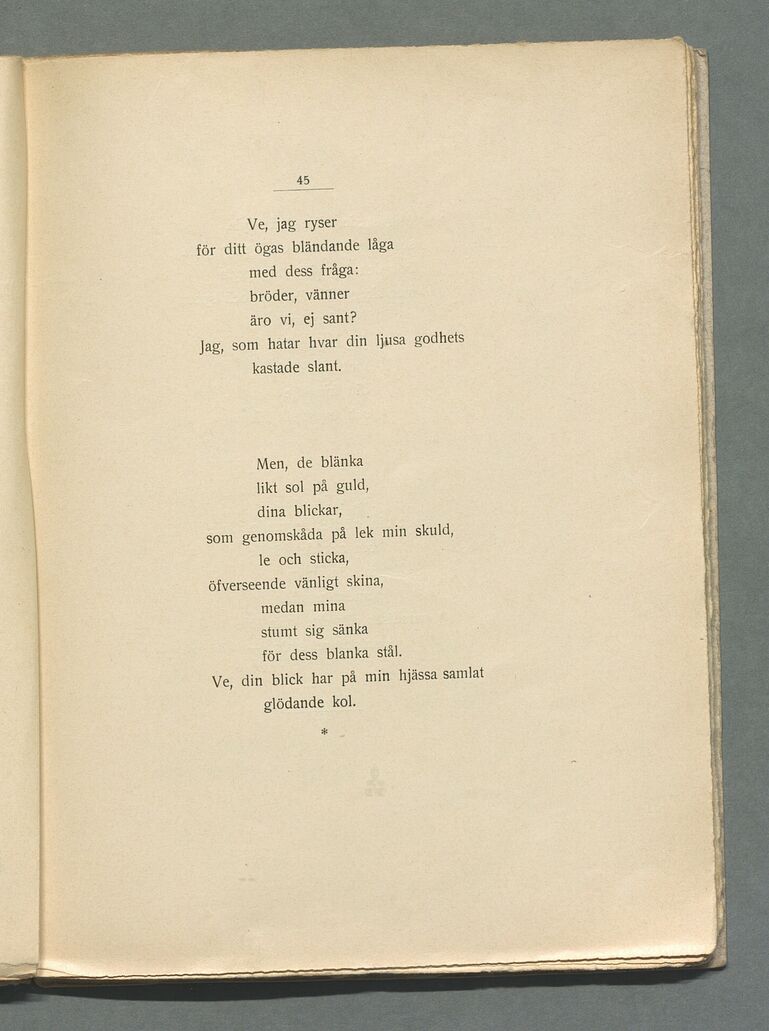 45
Ve, jag ryser
för ditt ögas bländande låga
med dess fråga:
bröder, vänner
äro vi, ej sant?
Jag, som hatar hvar din ljusa godhets
kastade slant.
Men, de blänka
likt sol på guld,
dina blickar,
som genomskåda på lek min skuld,
le och sticka,
öfverseende vänligt skina,
medan mina
stumt sig sänka
för dess blanka stål.
Ve, din blick har på min hjässa samlat
glödande kol.
*